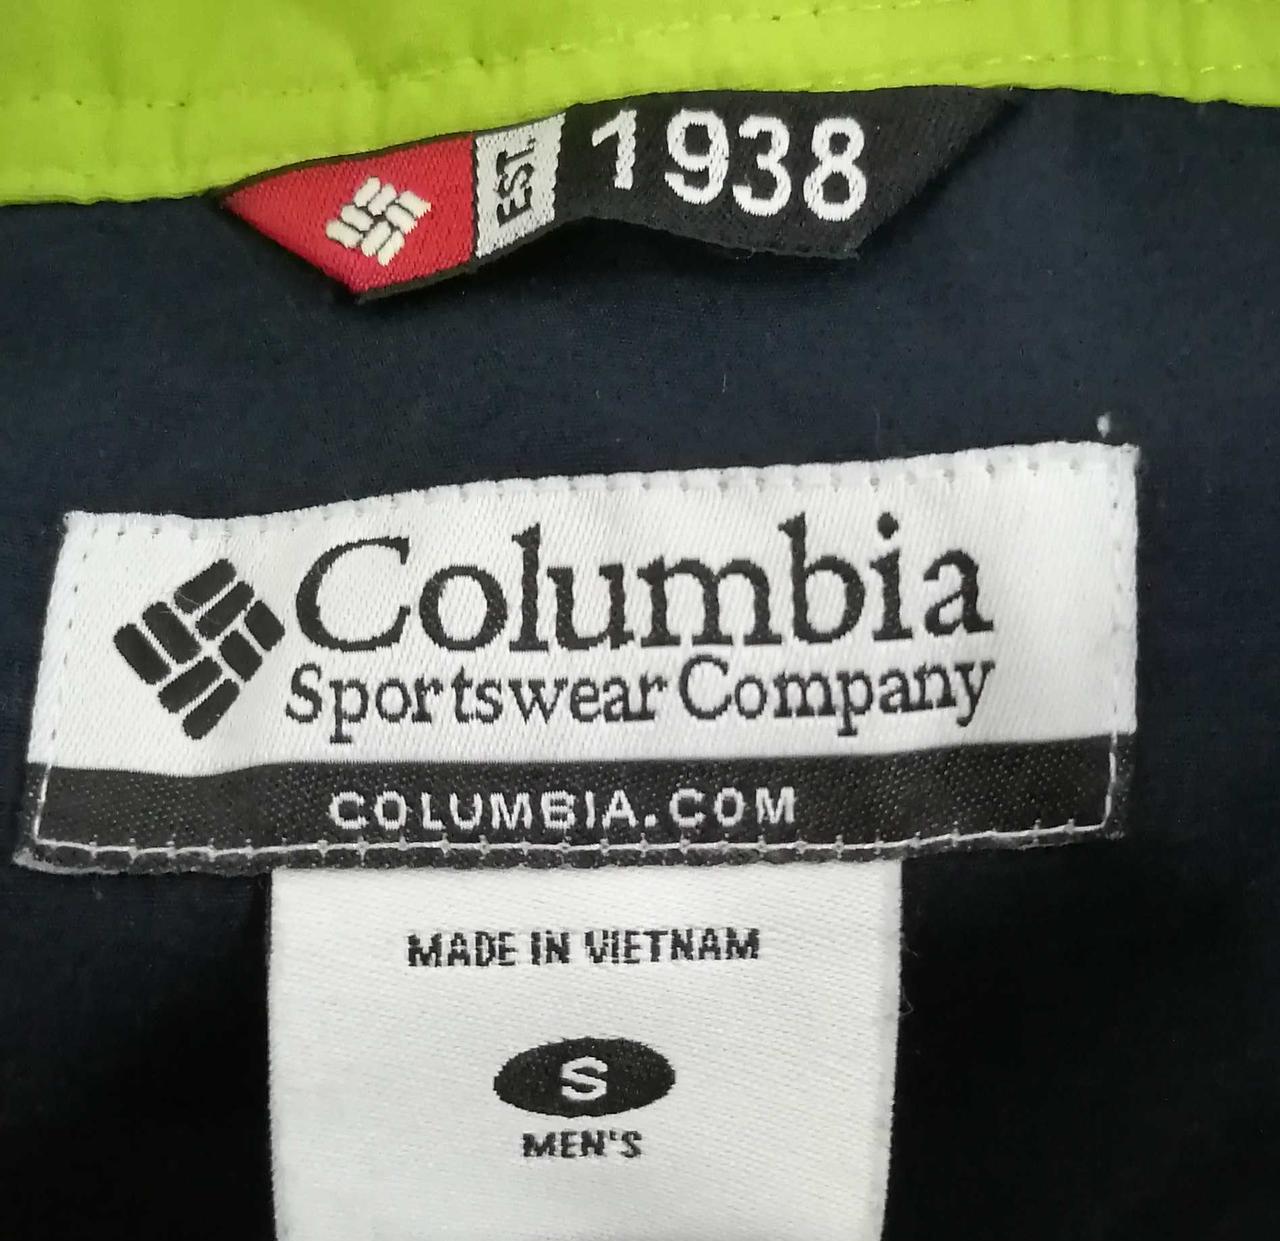 EST. 1938
Columbia
Sportswear Company
COLUMBIA.COM
MADE IN VIETNAM
S
MEN'S